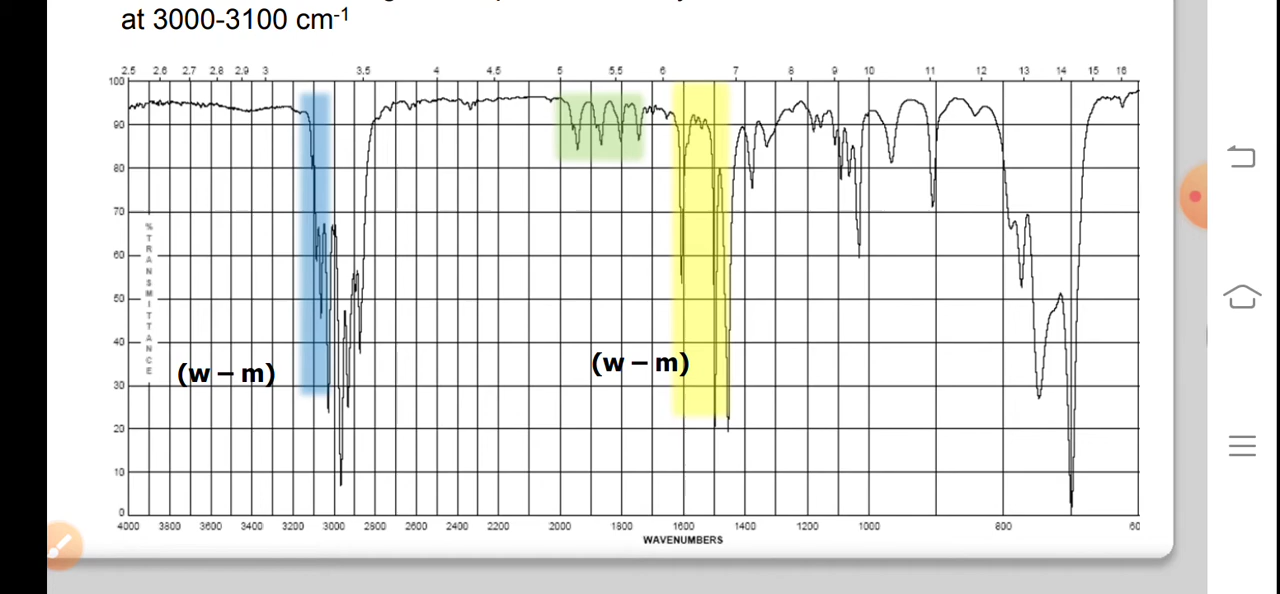 at 3000-3100 cm-1
2.5 2.6 2.7 2.8 2.9 3 3.5 4 4.5 5 5.5 6 7 8 9 10 11 12 13 14 15 16
100
90
80
70
60
50
40
30
20
10
0
%TRANSMITTANCE
(w – m)
(w – m)
4000 3800 3600 3400 3200 3000 2800 2600 2400 2200 2000 1800 1600 1400 1200 1000 800 60
WAVENUMBERS